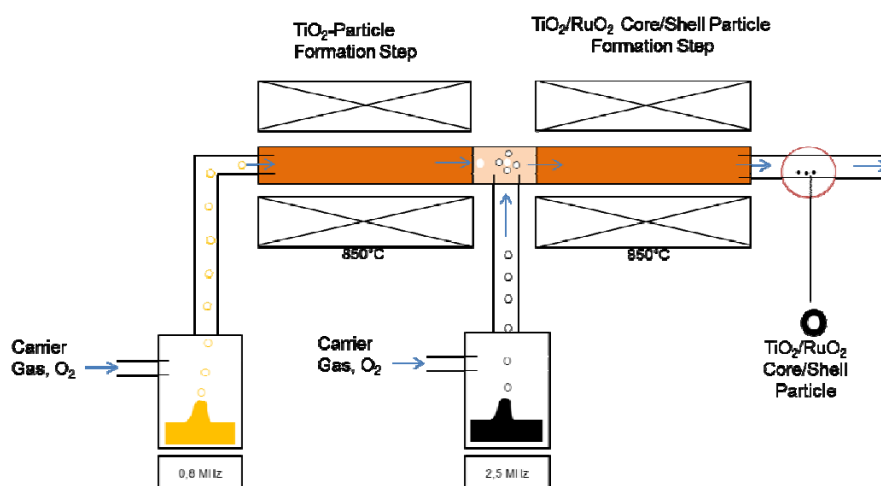 TiO2-Particle
Formation Step
TiO2/RuO2 Core/Shell Particle
Formation Step
850°C
850°C
Carrier
Gas, O2
Carrier
Gas, O2
TiO2/RuO2
Core/Shell
Particle
0,8 MHz
2,5 MHz